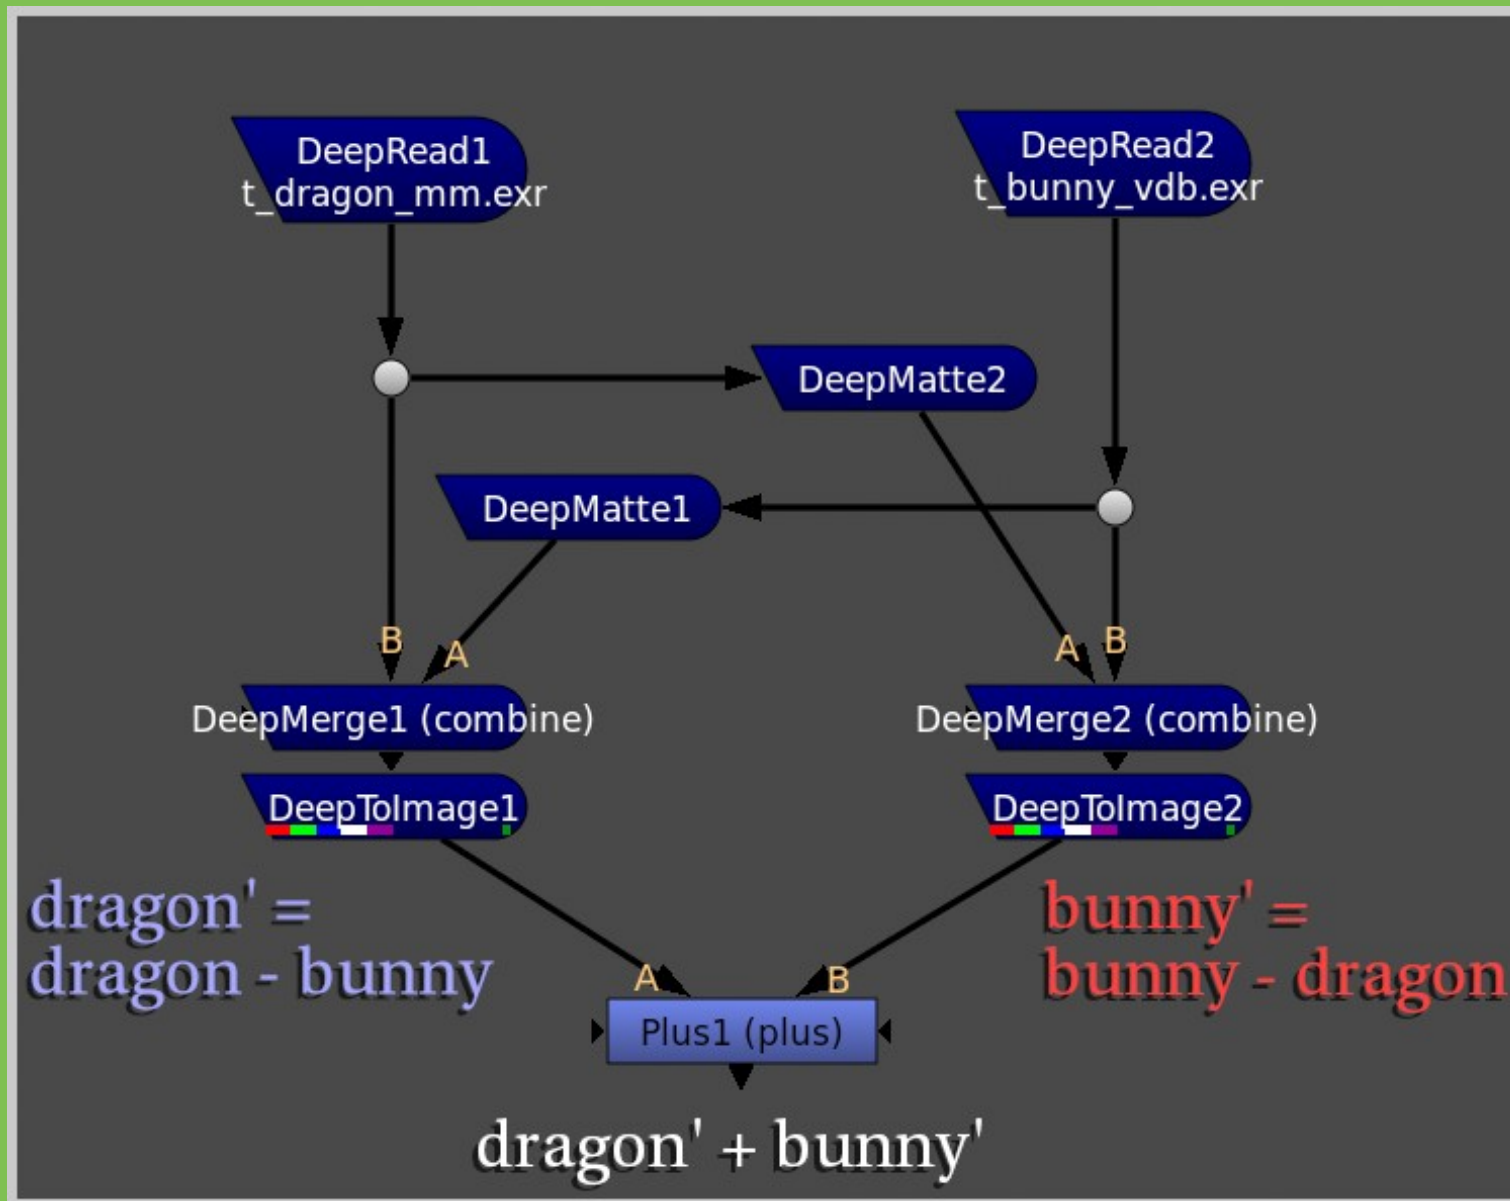 DeepRead1
t_dragon_mm.exr
DeepRead2
t_bunny_vdb.exr
DeepMatte2
DeepMatte1
B
A
A
B
DeepMerge1 (combine)
DeepMerge2 (combine)
DeepToImage1
DeepToImage2
dragon' =
dragon - bunny
bunny' =
bunny - dragon
A
B
Plus1 (plus)
dragon' + bunny'